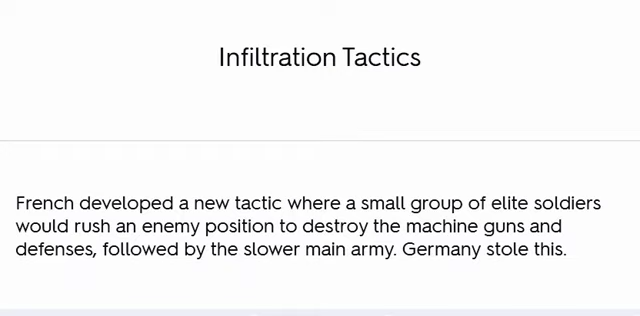 Infiltration Tactics
French developed a new tactic where a small group of elite soldiers
would rush an enemy position to destroy the machine guns and
defenses, followed by the slower main army. Germany stole this.